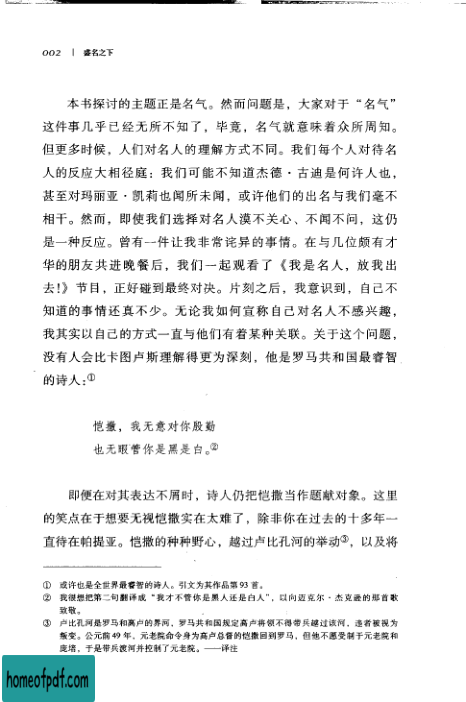 002 | 盛名之下
本书探讨的主题正是名气。然而问题是，大家对于“名气”
这件事几乎已经无所不知了，毕竟，名气就意味着众所周知。
但更多时候，人们对名人的理解方式不同。我们每个人对待名
人的反应大相径庭：我们可能不知道杰德·古迪是何许人也，
甚至对玛丽亚·凯莉也闻所未闻，或许他们的出名与我们毫不
相干。然而，即使我们选择对名人漠不关心、不闻不问，这仍
是一种反应。曾有一件让我非常诧异的事情。在与几位颇有才
华的朋友共进晚餐后，我们一起观看了《我是名人，放我出
去！》节目，正好碰到最终对决。片刻之后，我意识到，自己不
知道的事情还真不少。无论我如何宣称自己对名人不感兴趣，
我其实以自己的方式一直与他们有着某种关联。关于这个问题，
没有人会比卡图卢斯理解得更为深刻，他是罗马共和国最睿智
的诗人：①
恺撒，我无意对你殷勤
也无暇管你是黑是白。②
即便在对其表达不屑时，诗人仍把恺撒当作题献对象。这里
的笑点在于想要无视恺撒实在太难了，除非你在过去的十多年一
直待在帕提亚。恺撒的种种野心，越过卢比孔河的举动③，以及将
① 或许也是全世界最睿智的诗人。引文为其作品第93首。
② 我很想把第二句翻译成“我才不管你是黑人还是白人”，以向迈克尔·杰克逊的那首歌
致敬。
③ 卢比孔河是罗马和高卢的界河，罗马共和国规定高卢将领不得带兵越过该河，违者被视为
叛变。公元前49年，元老院命令身为高卢总督的恺撒回到罗马，但他不愿受制于元老院和
庞培，于是带兵渡河并控制了元老院。——译注
homeofpdf.com